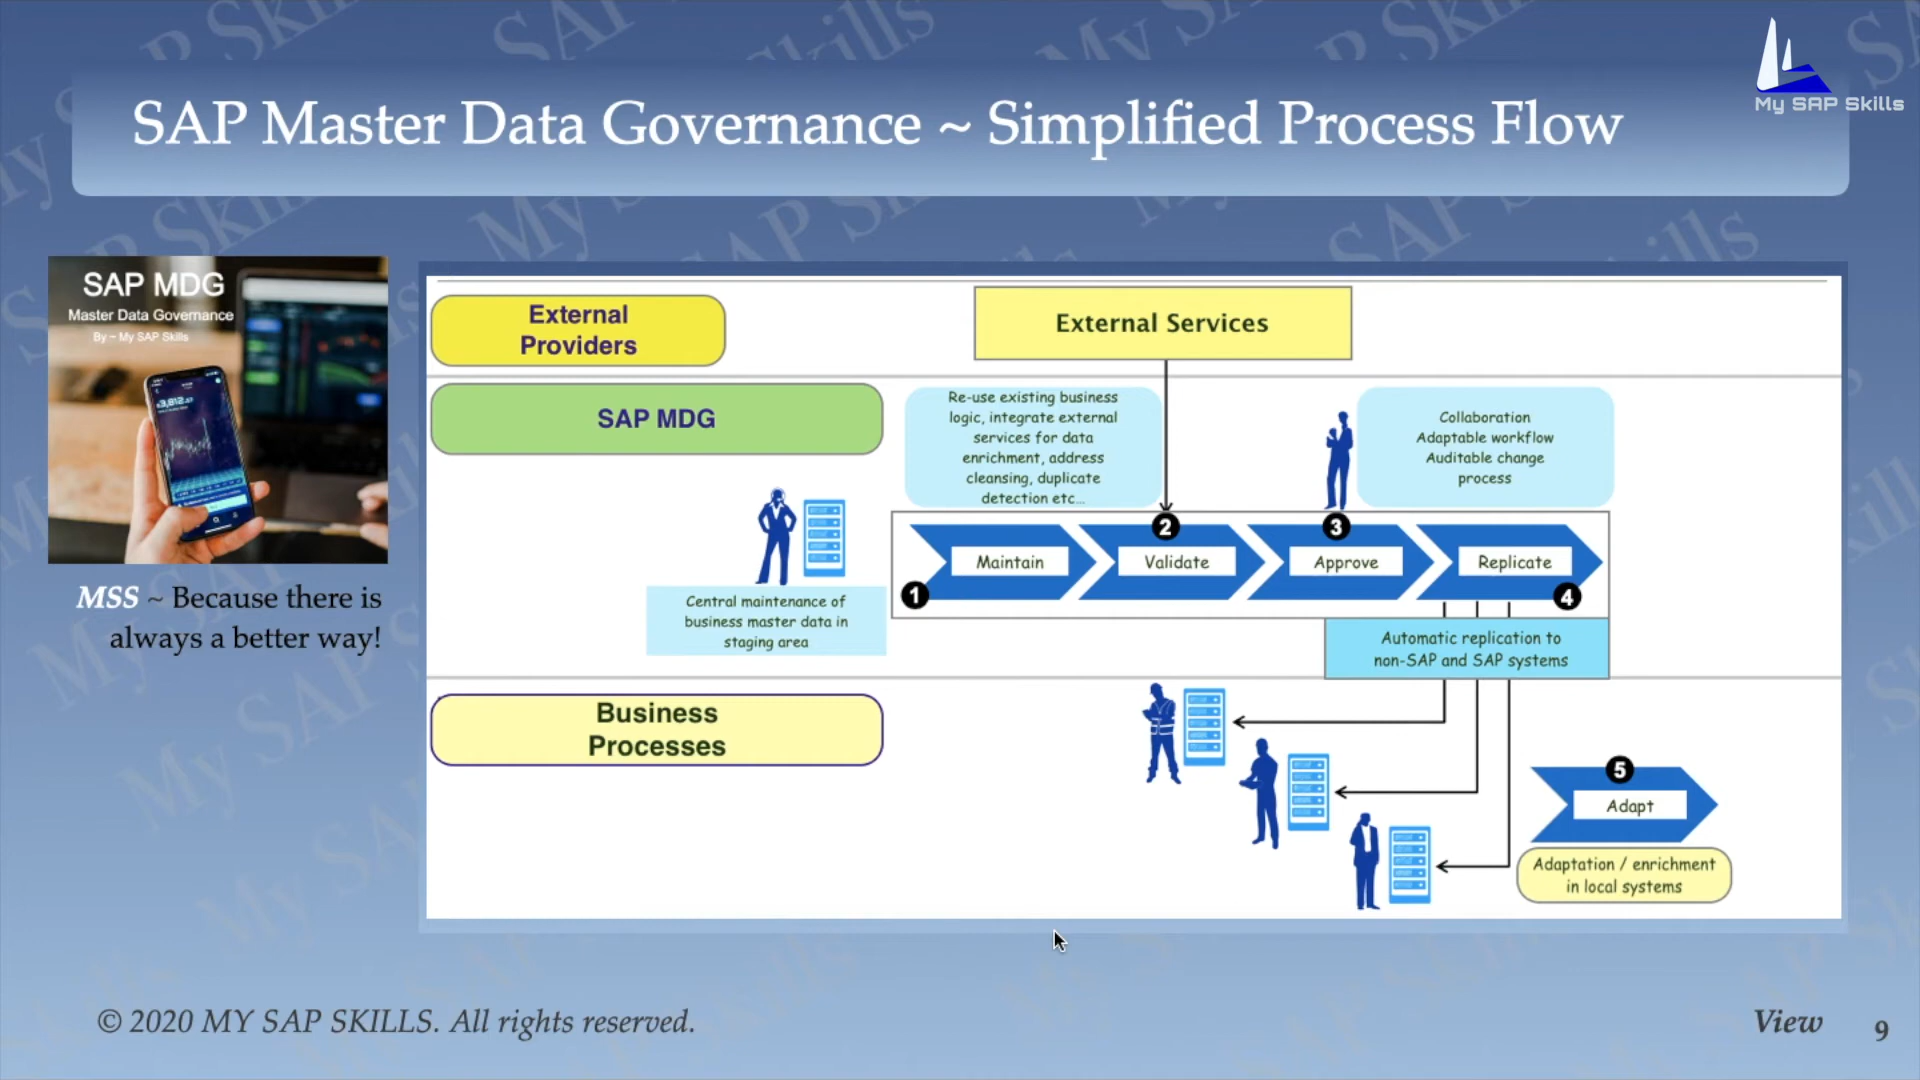 My SAP Skills
SAP Master Data Governance ~ Simplified Process Flow
SAP MDG
Master Data Governance
By ~ My SAP Skills
MSS ~ Because there is
always a better way!
External
Providers
External Services
SAP MDG
Re-use existing business
logic, integrate external
services for data
enrichment, address
cleansing, duplicate
detection etc...
Collaboration
Adaptable workflow
Auditable change
process
2
3
Maintain
Validate
Approve
Replicate
1
4
Central maintenance of
business master data in
staging area
Automatic replication to
non-SAP and SAP systems
Business
Processes
5
Adapt
Adaptation / enrichment
in local systems
© 2020 MY SAP SKILLS. All rights reserved.
View
9